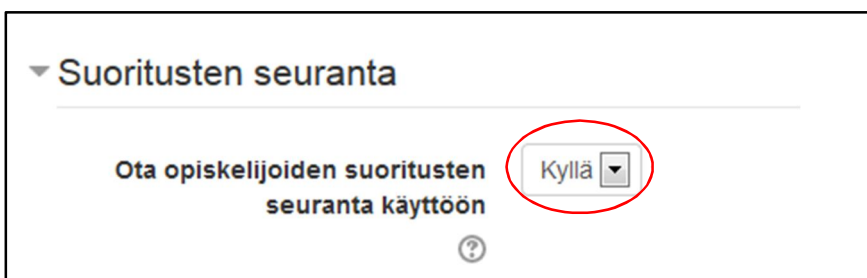 Suoritusten seuranta
Ota opiskelijoiden suoritusten Kyllä
seuranta käyttöön